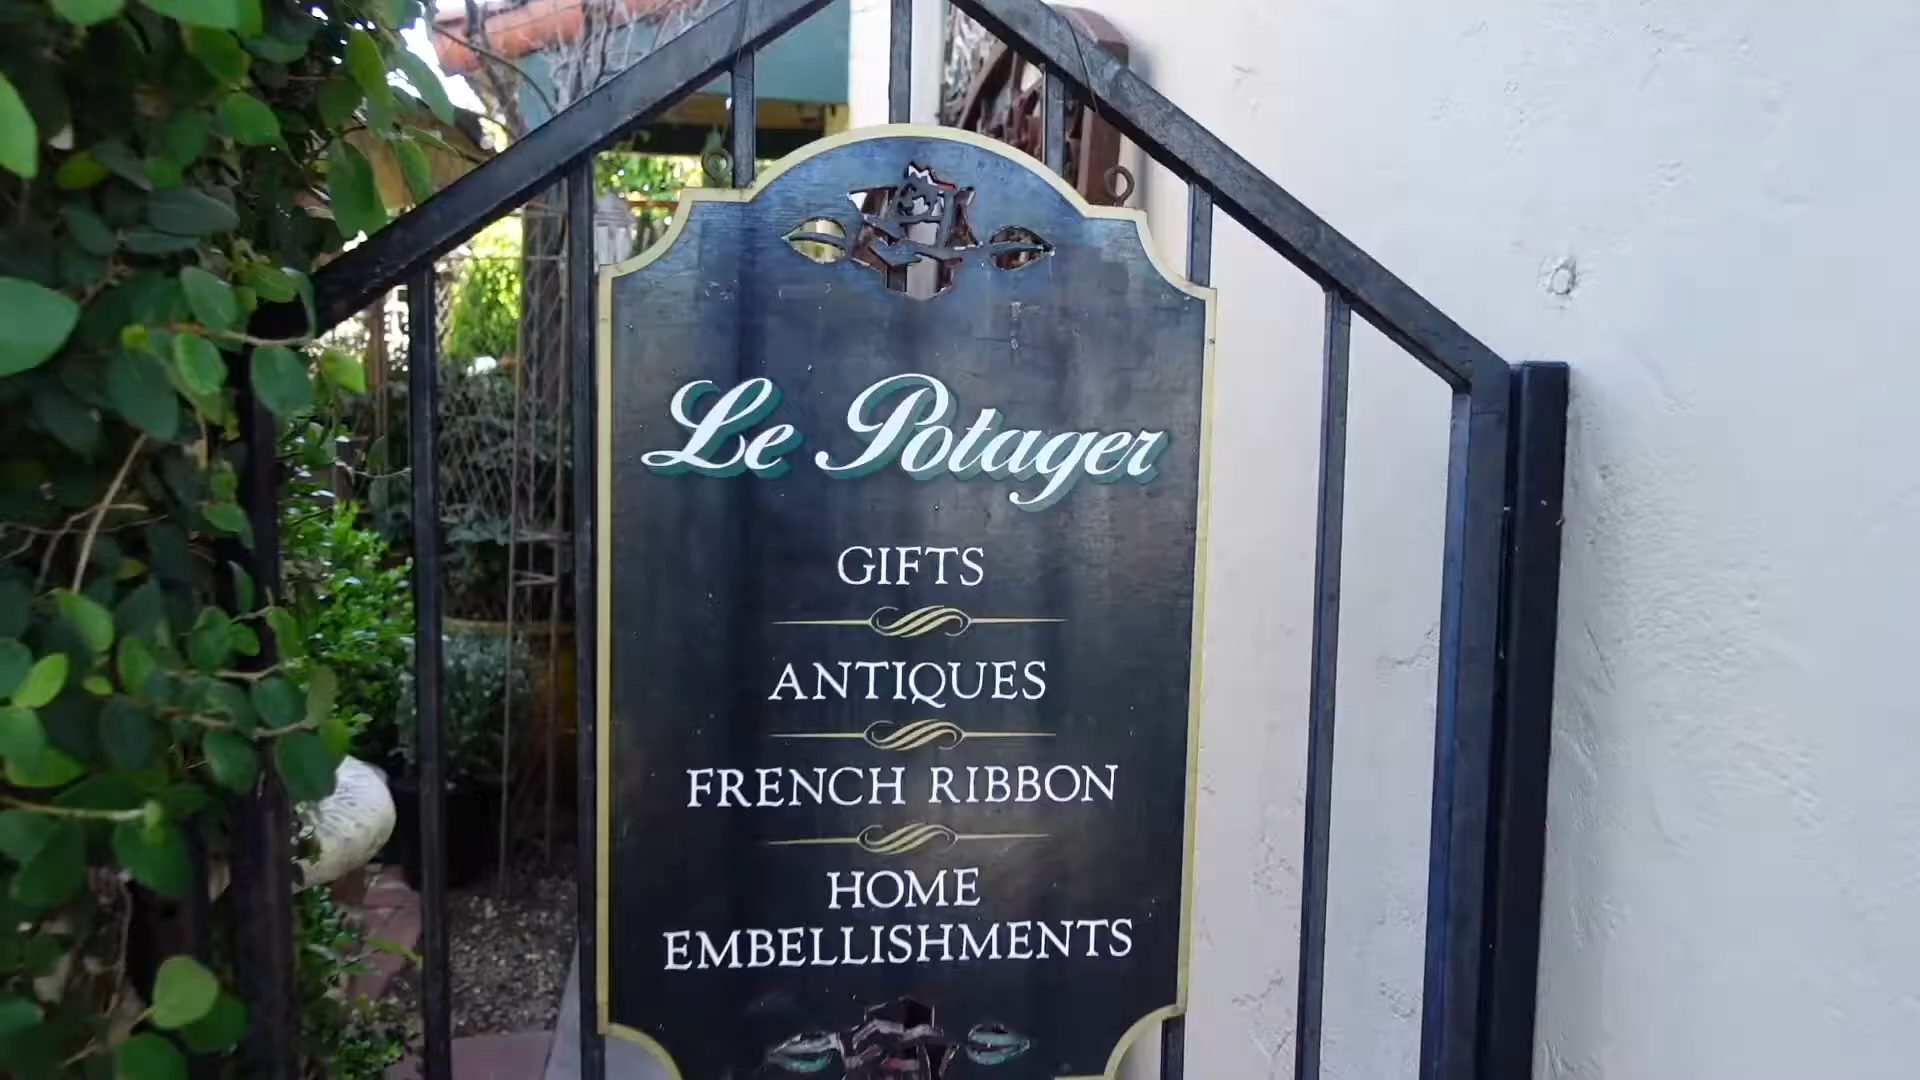 Le Potager
GIFTS
ANTIQUES
FRENCH RIBBON
HOME
EMBELLISHMENTS